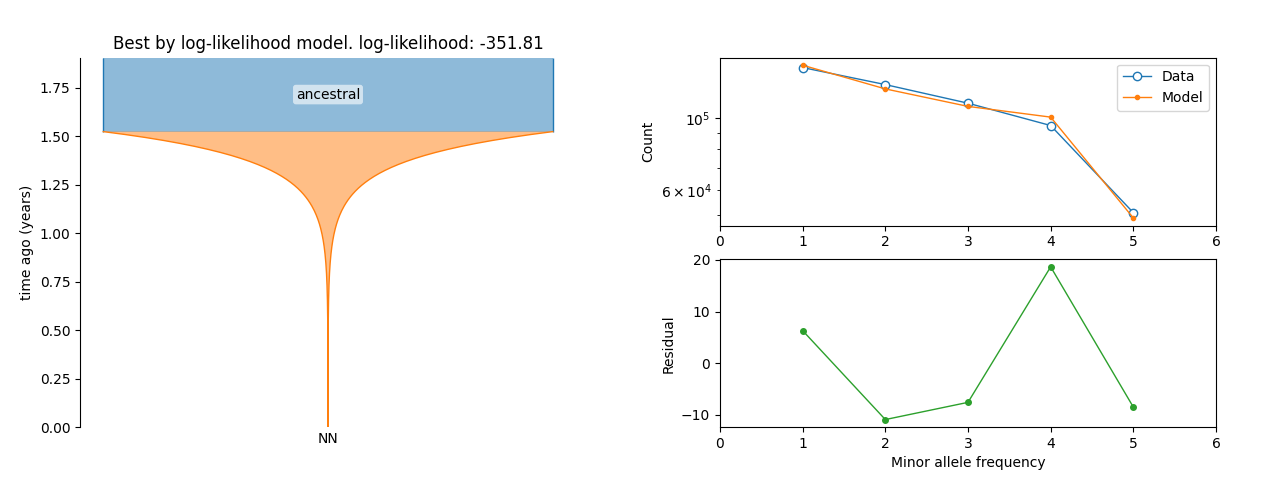 Best by log-likelihood model. log-likelihood: -351.81
time ago (years)
1.75
1.50
1.25
1.00
0.75
0.50
0.25
0.00
ancestral
NN
Count
10^5
6 × 10^4
Data
Model
0 1 2 3 4 5 6
Residual
20
10
0
−10
0 1 2 3 4 5 6
Minor allele frequency